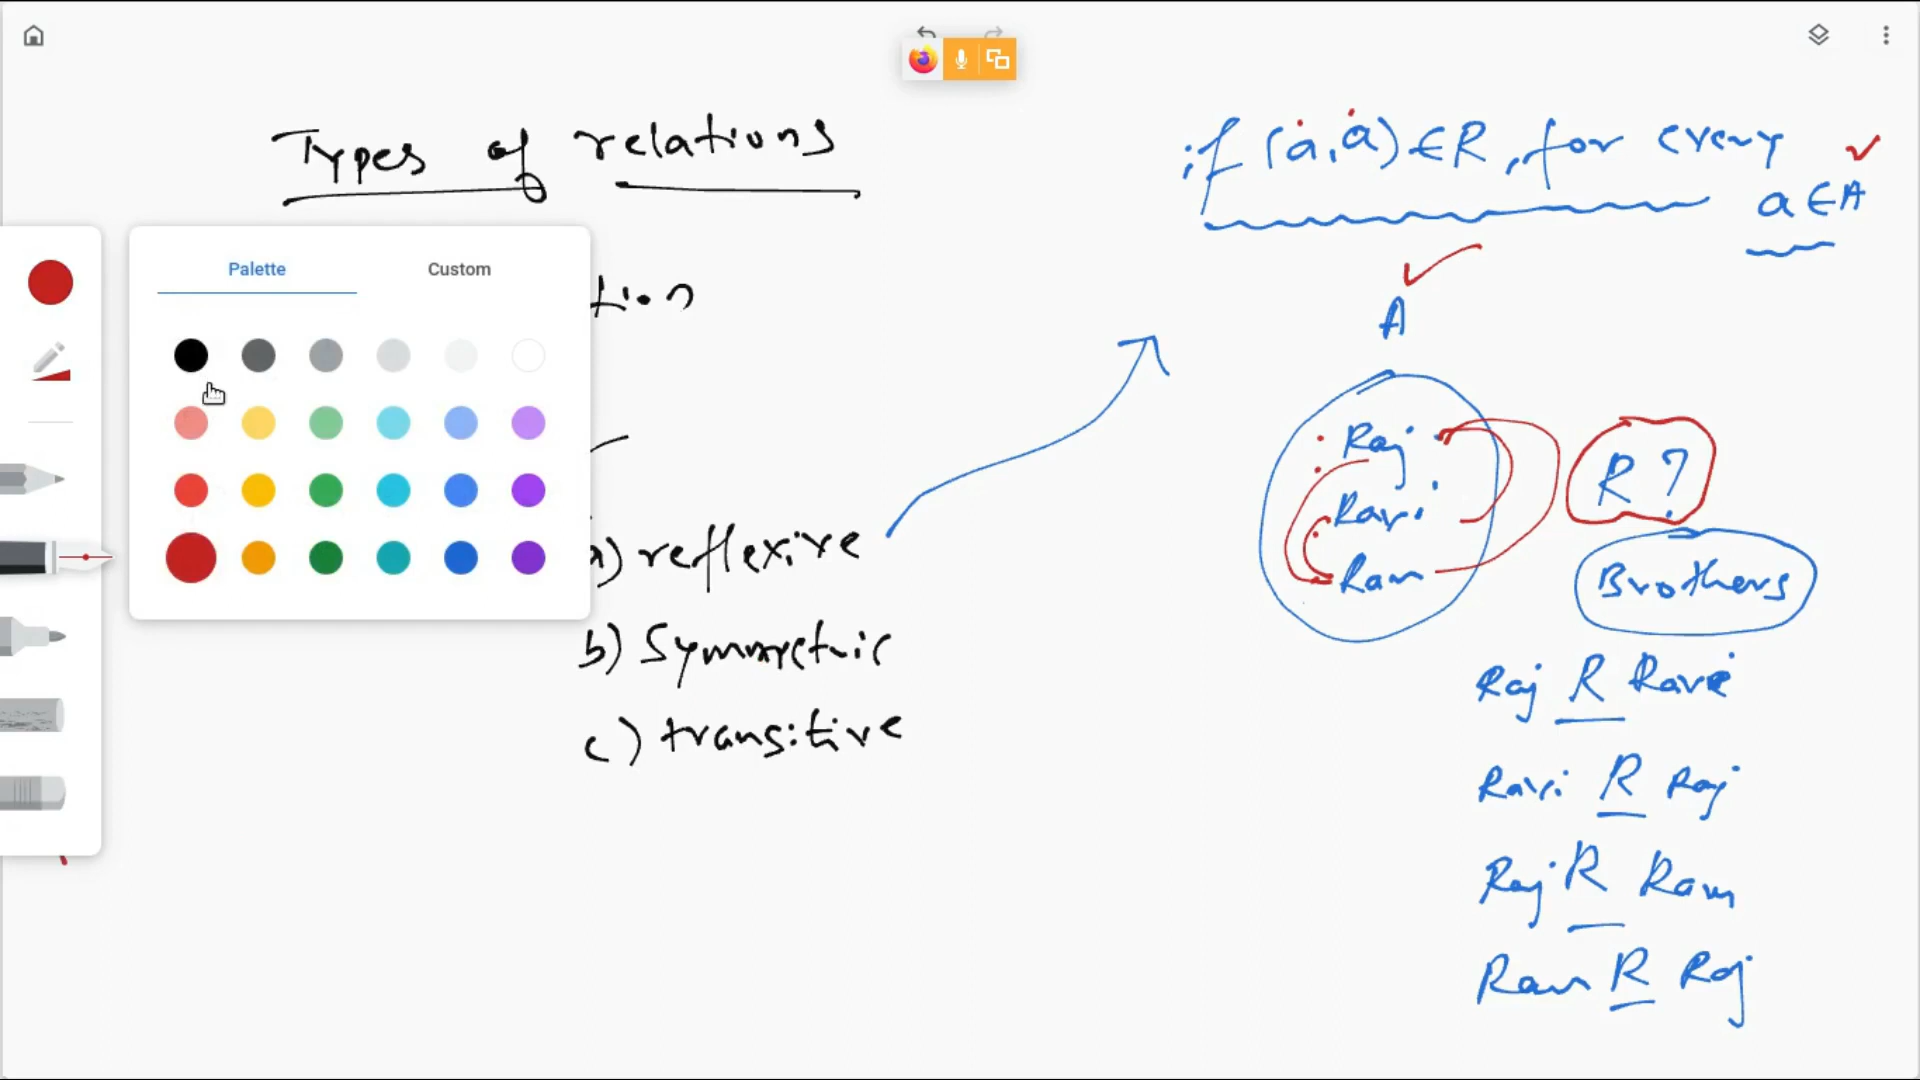 Types of relations
if (a,a)∈R, for every
a∈A
Palette Custom
tion
A
Raj
Ravi
Ram
R ?
Brothers
a) reflexive
b) Symmetric
c) transitive
Raj R Ravi
Ravi R Raj
Raj R Ram
Ram R Raj